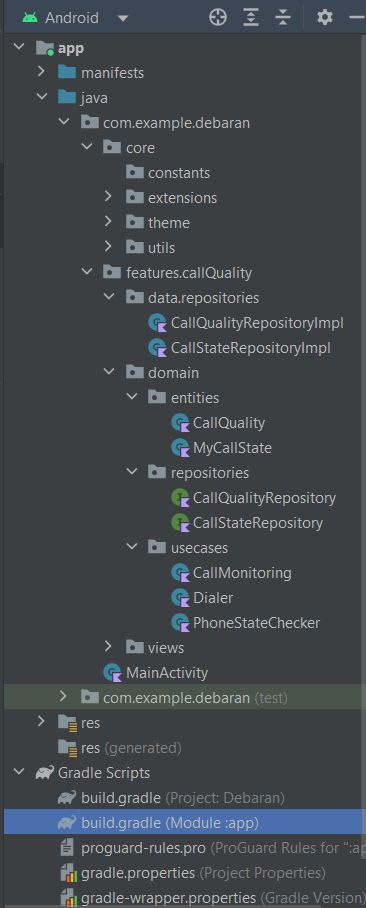 Android
app
manifests
java
com.example.debaran
core
constants
extensions
theme
utils
features.callQuality
data.repositories
CallQualityRepositoryImpl
CallStateRepositoryImpl
domain
entities
CallQuality
MyCallState
repositories
CallQualityRepository
CallStateRepository
usecases
CallMonitoring
Dialer
PhoneStateChecker
views
MainActivity
com.example.debaran (test)
res
res (generated)
Gradle Scripts
build.gradle (Project: Debaran)
build.gradle (Module :app)
proguard-rules.pro (ProGuard Rules for ":ap
gradle.properties (Project Properties)
gradle-wrapper.properties (Gradle Version)